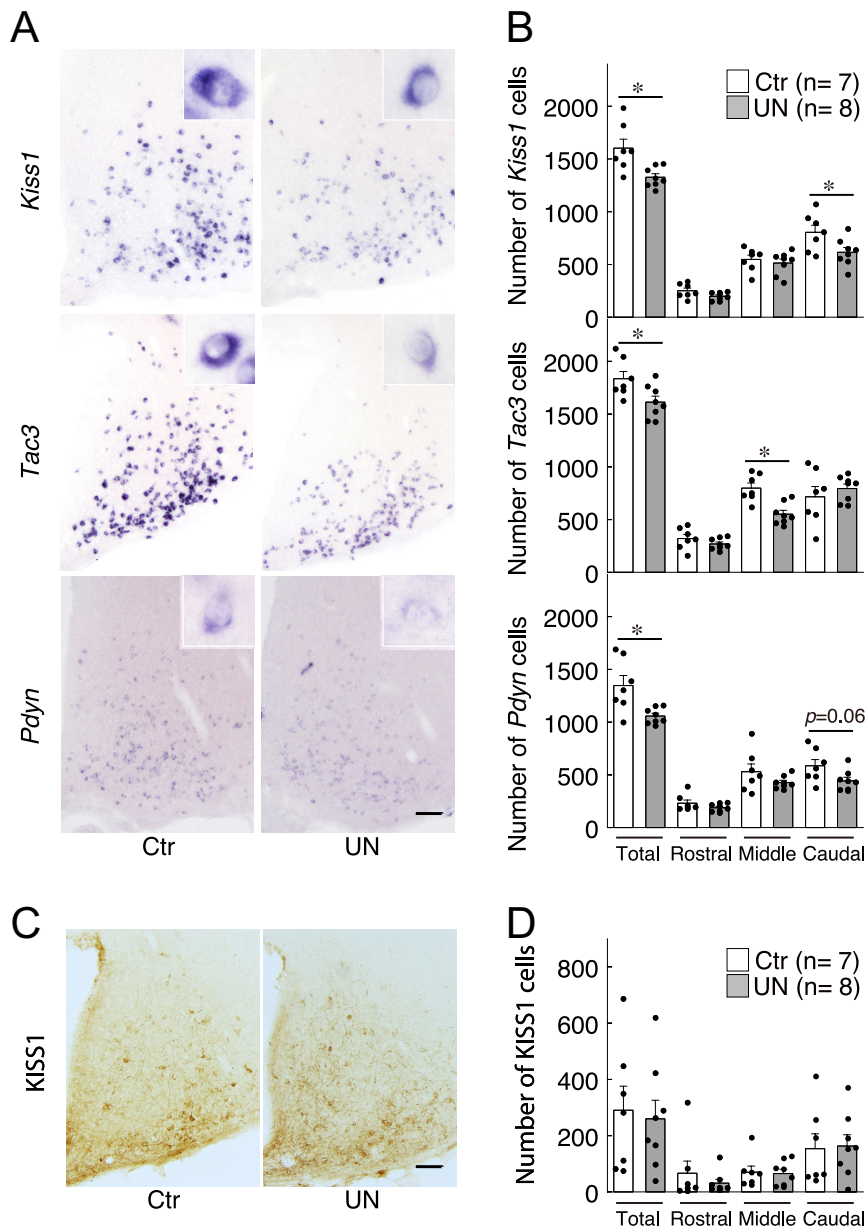 A
Kiss1
Tac3
Pdyn
Ctr
UN
B
Number of Kiss1 cells
2000
1500
1000
500
0
Ctr (n= 7)
UN (n= 8)
*
*
Number of Tac3 cells
2000
1500
1000
500
0
*
*
Number of Pdyn cells
2000
1500
1000
500
0
*
p=0.06
Total
Rostral
Middle
Caudal
C
KISS1
Ctr
UN
D
Number of KISS1 cells
800
600
400
200
0
Ctr (n= 7)
UN (n= 8)
Total
Rostral
Middle
Caudal